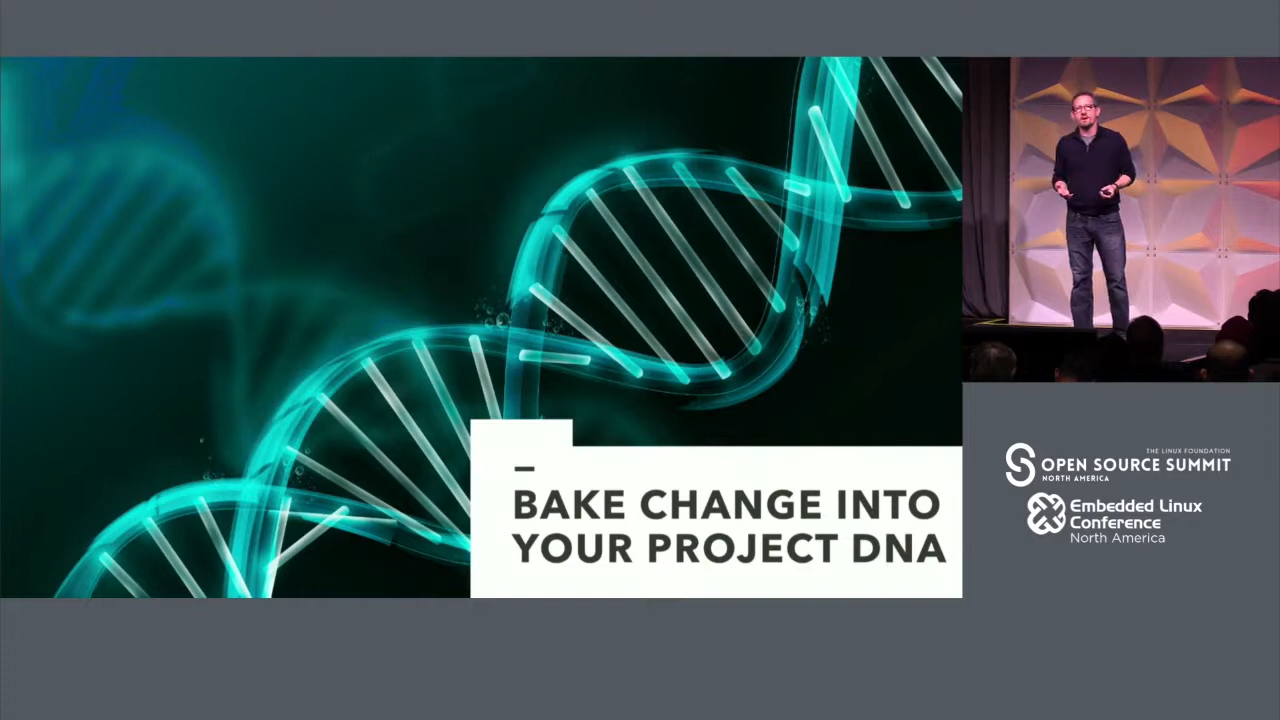 BAKE CHANGE INTO
YOUR PROJECT DNA
THE LINUX FOUNDATION
OPEN SOURCE SUMMIT
NORTH AMERICA
Embedded Linux
Conference
North America